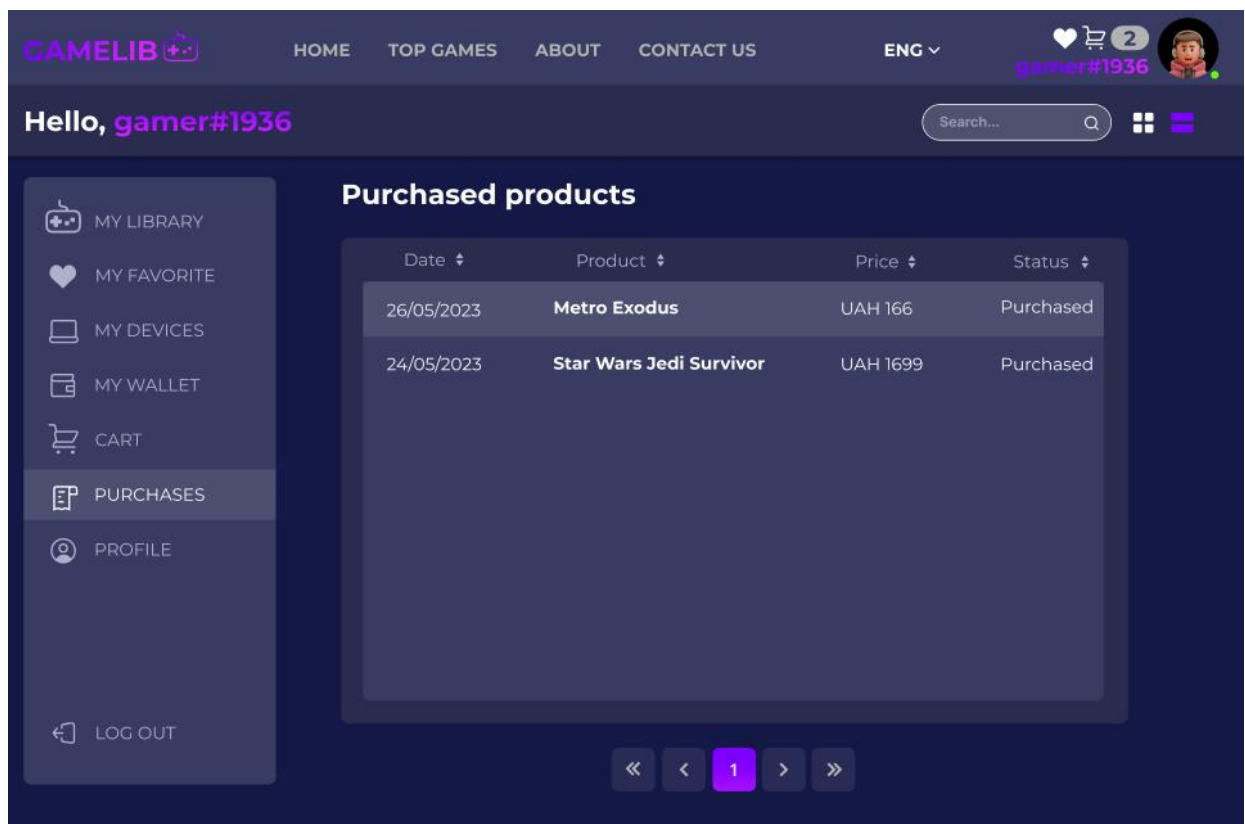 GAMELIB HOME TOP GAMES ABOUT CONTACT US ENG 2
gamer#1936
Hello, gamer#1936 Search...
Purchased products
MY LIBRARY
MY FAVORITE
MY DEVICES
MY WALLET
CART
PURCHASES
PROFILE
LOG OUT
Date Product Price Status
26/05/2023 Metro Exodus UAH 166 Purchased
24/05/2023 Star Wars Jedi Survivor UAH 1699 Purchased
« < 1 > »